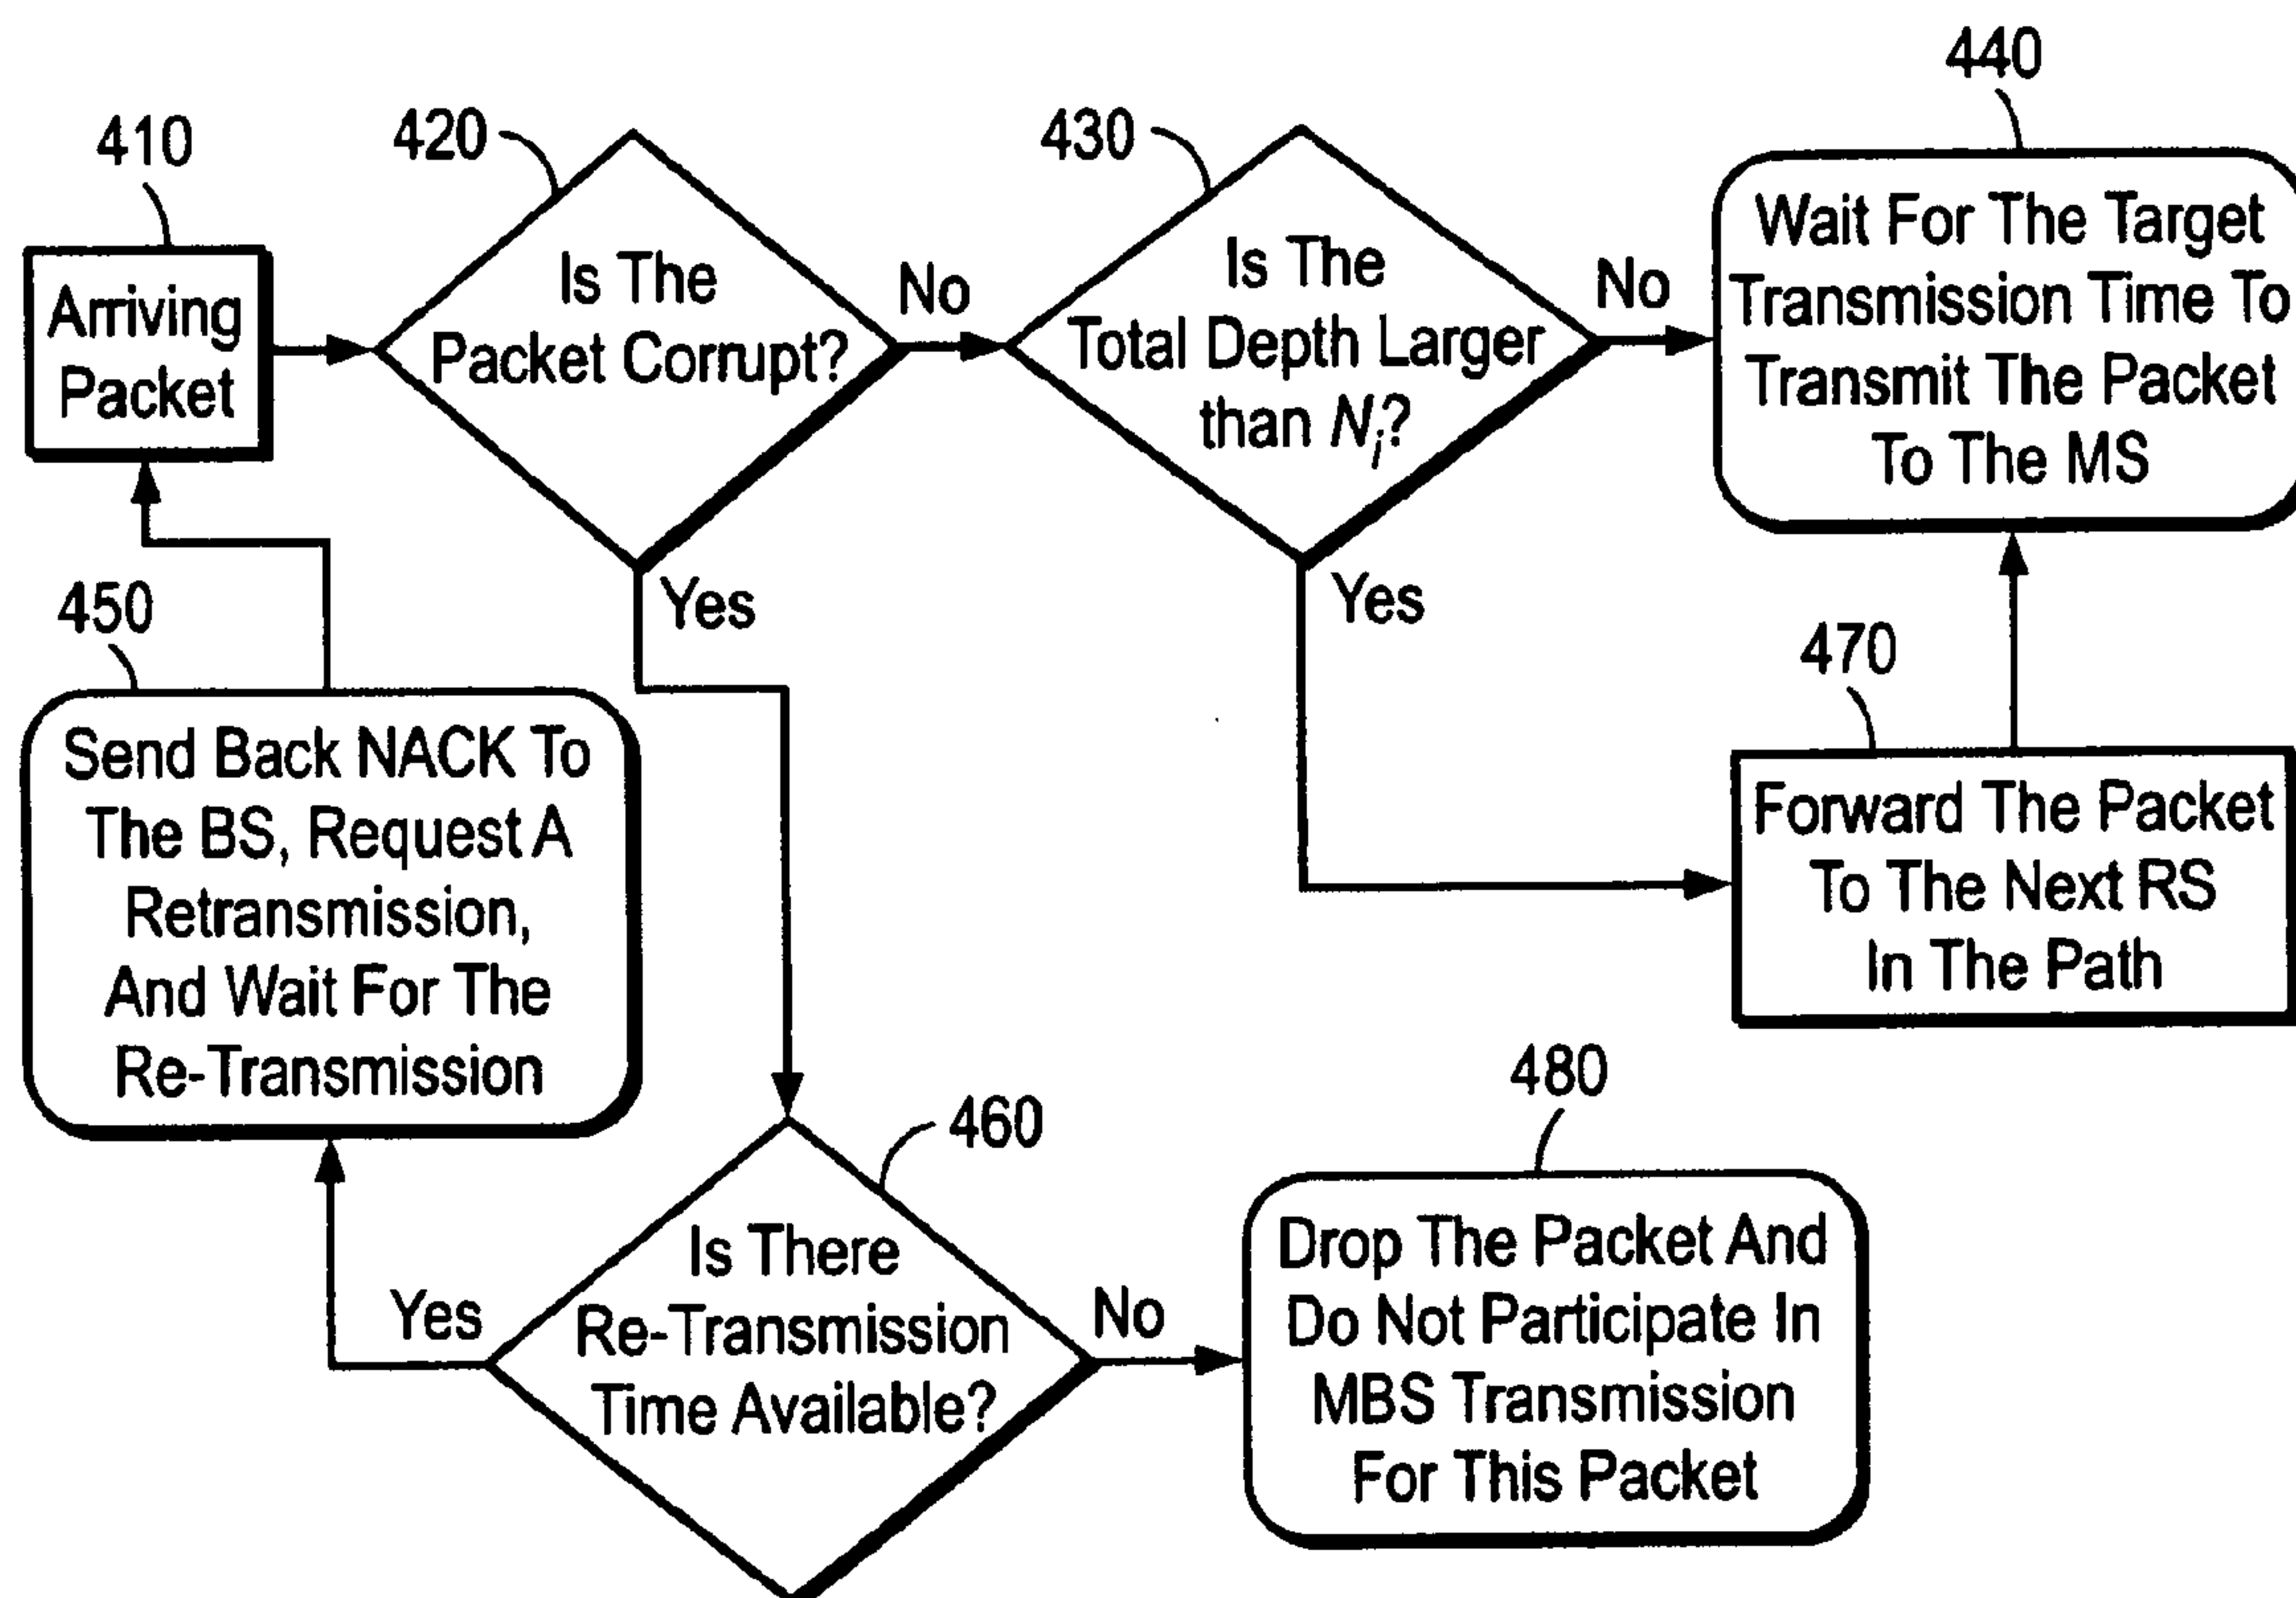 410
Arriving
Packet
420
Is The
Packet Corrupt?
No
Yes
430
Is The
Total Depth Larger
than Ni?
No
Yes
440
Wait For The Target
Transmission Time To
Transmit The Packet
To The MS
450
Send Back NACK To
The BS, Request A
Retransmission,
And Wait For The
Re-Transmission
470
Forward The Packet
To The Next RS
In The Path
460
Is There
Re-Transmission
Time Available?
Yes
No
480
Drop The Packet And
Do Not Participate In
MBS Transmission
For This Packet